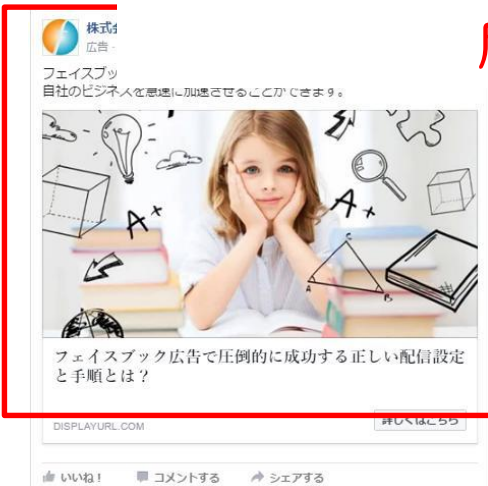 株式
広告 ·
フェイスブッ
自社のビジネスを急速に加速させることができます。
A+
A+
C
A
B
フェイスブック広告で圧倒的に成功する正しい配信設定
と手順とは？
DISPLAYURL.COM
詳しくはこちら
いいね！ コメントする シェアする